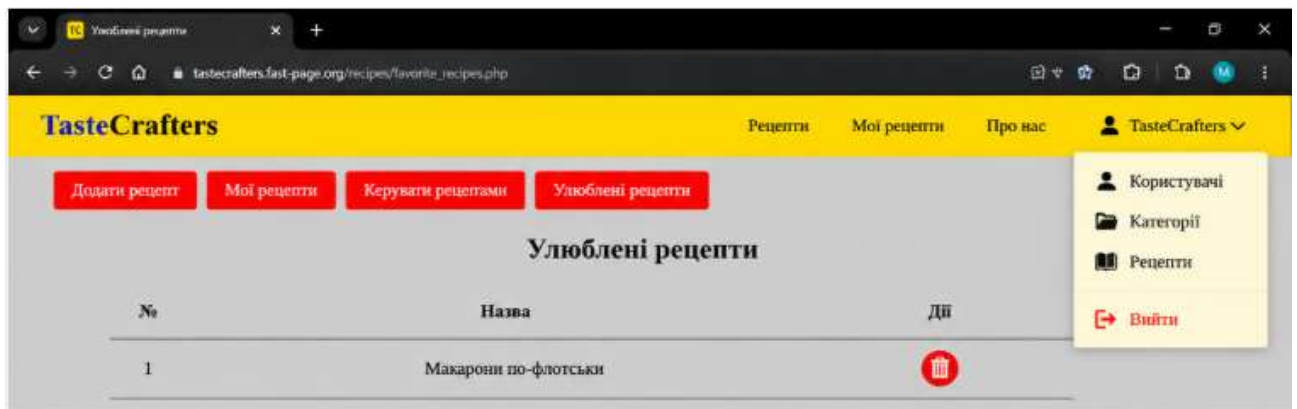 TC Улюблені рецепти
tastecrafters.fast-page.org/recipes/favorite_recipes.php
M
TasteCrafters Рецепти Мої рецепти Про нас TasteCrafters
Додати рецепт Мої рецепти Керувати рецептами Улюблені рецепти
Користувачі
Категорії
Рецепти
Вийти
Улюблені рецепти
№ Назва Дії
1 Макарони по-флотськи